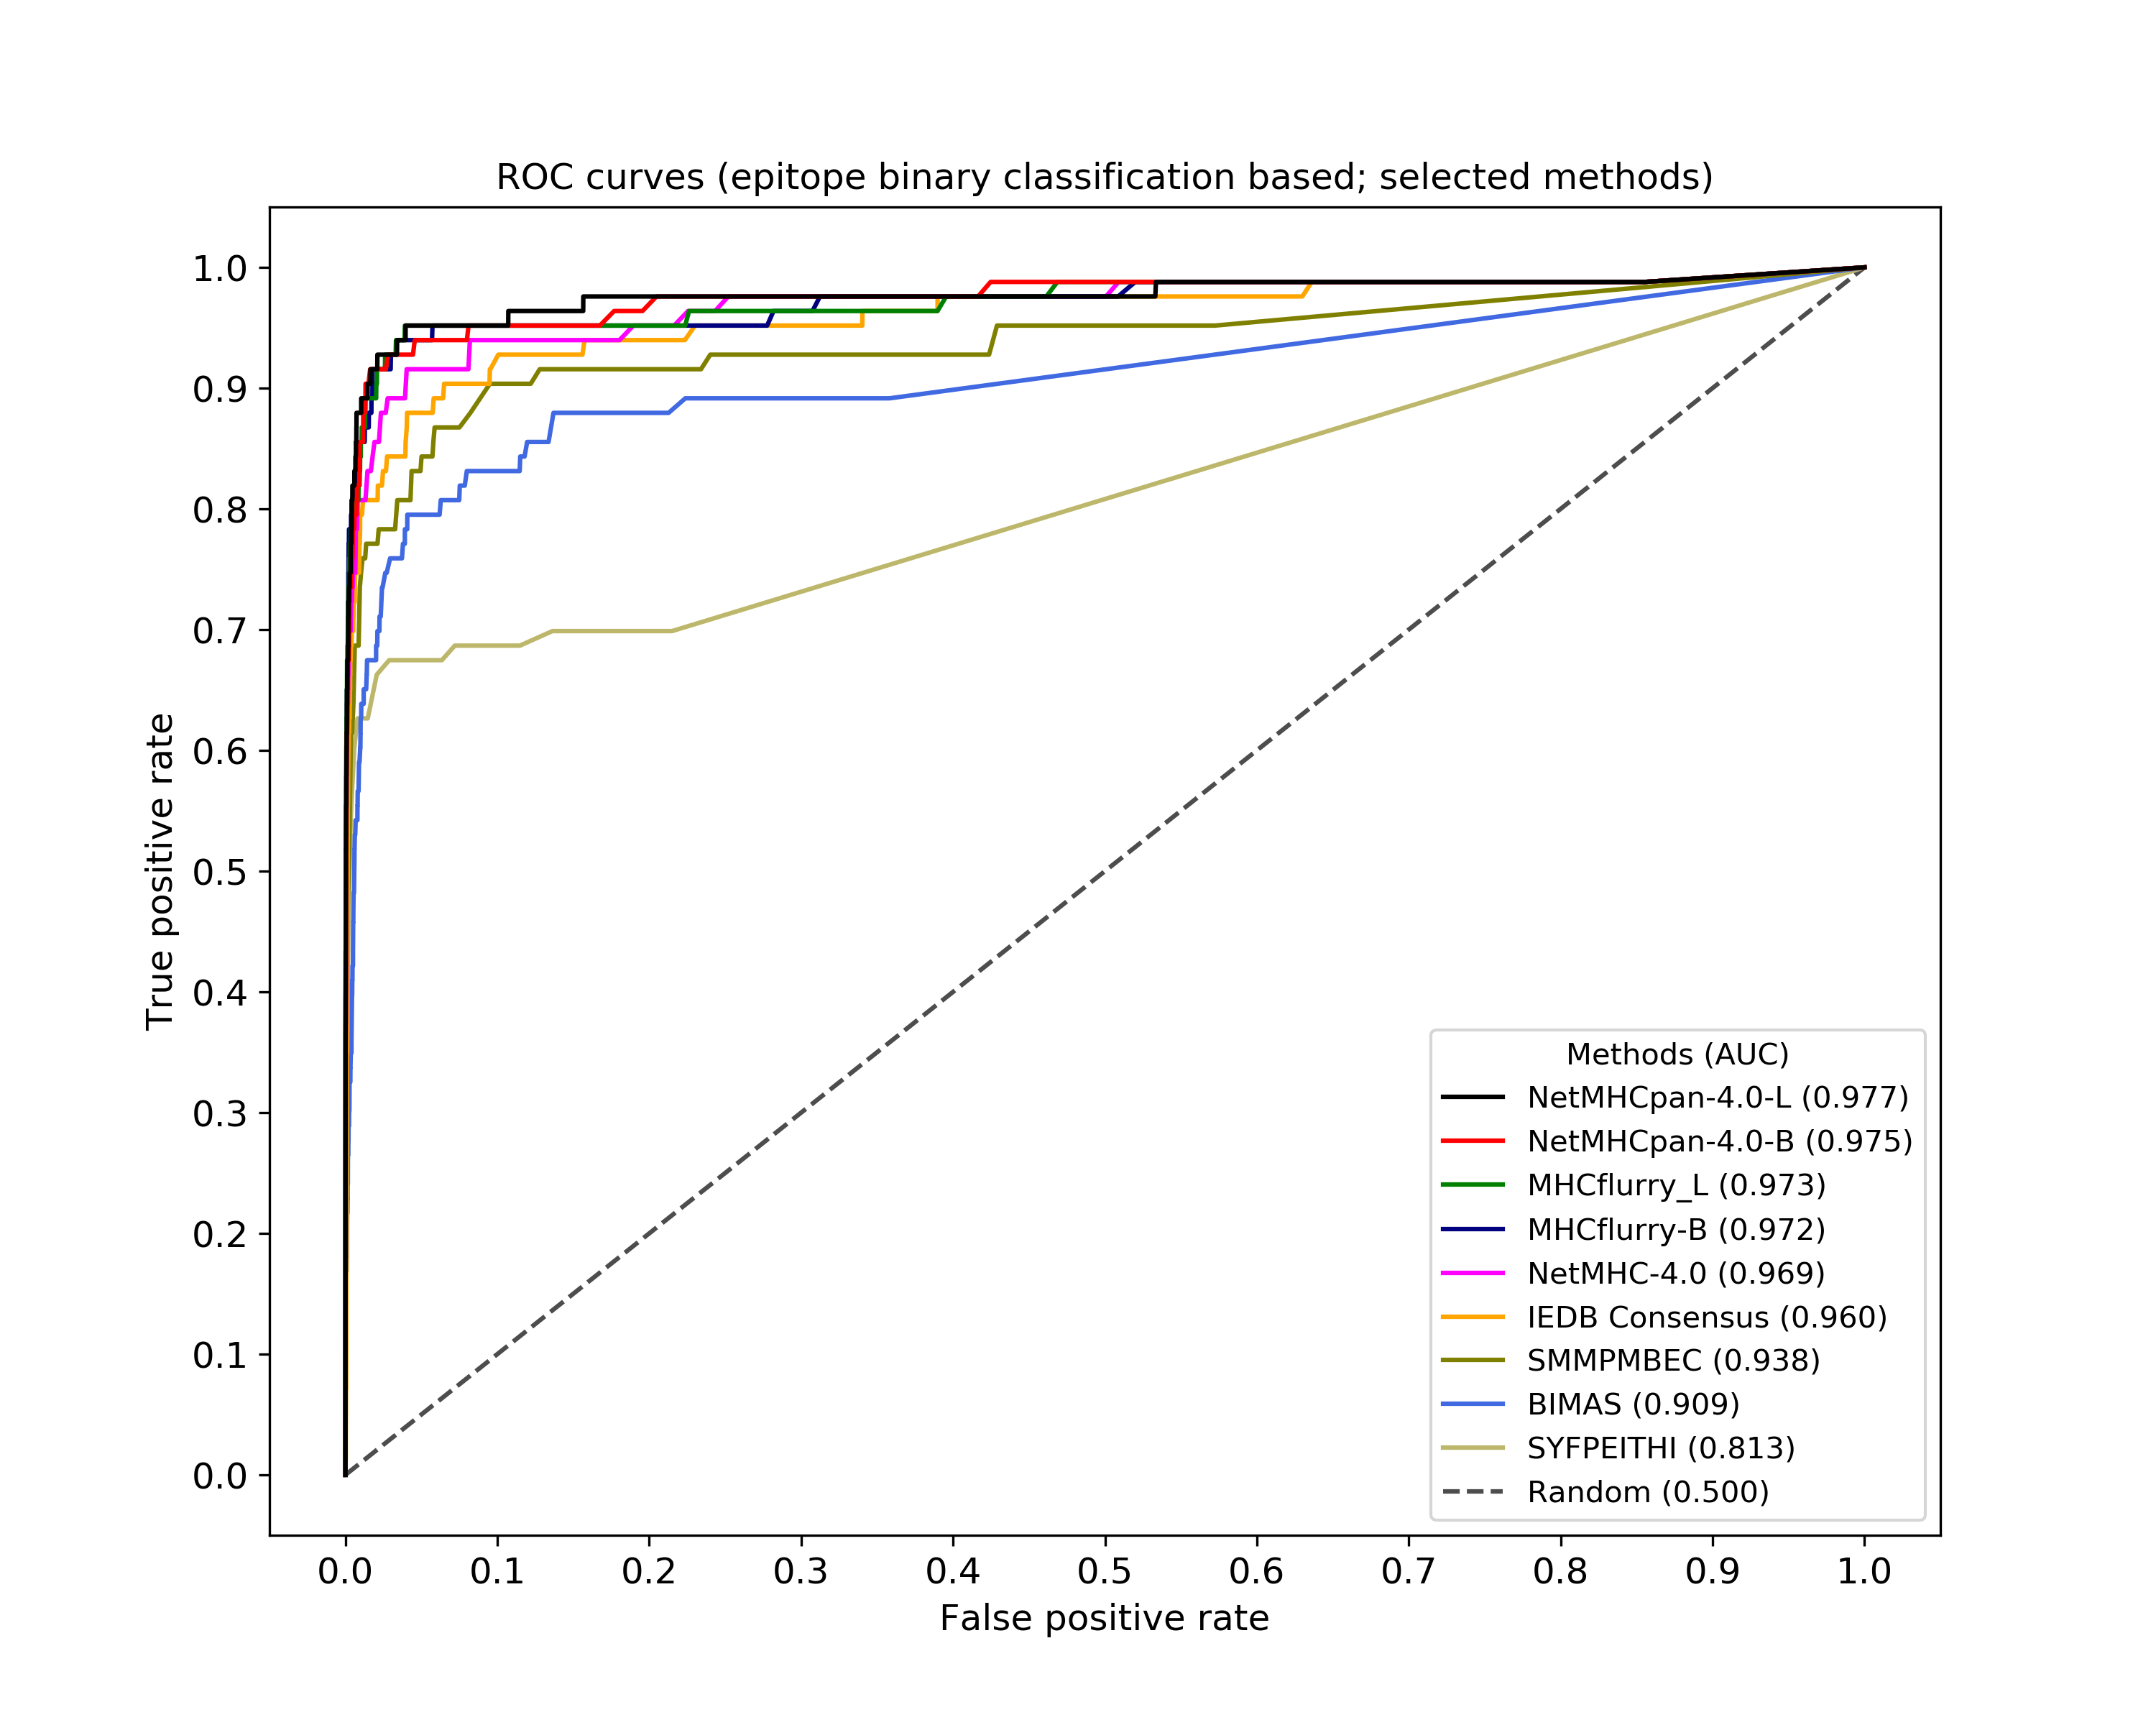 ROC curves (epitope binary classification based; selected methods)
True positive rate
1.0
0.9
0.8
0.7
0.6
0.5
0.4
0.3
0.2
0.1
0.0
Methods (AUC)
NetMHCpan-4.0-L (0.977)
NetMHCpan-4.0-B (0.975)
MHCflurry_L (0.973)
MHCflurry-B (0.972)
NetMHC-4.0 (0.969)
IEDB Consensus (0.960)
SMMPMBEC (0.938)
BIMAS (0.909)
SYFPEITHI (0.813)
Random (0.500)
0.0 0.1 0.2 0.3 0.4 0.5 0.6 0.7 0.8 0.9 1.0
False positive rate